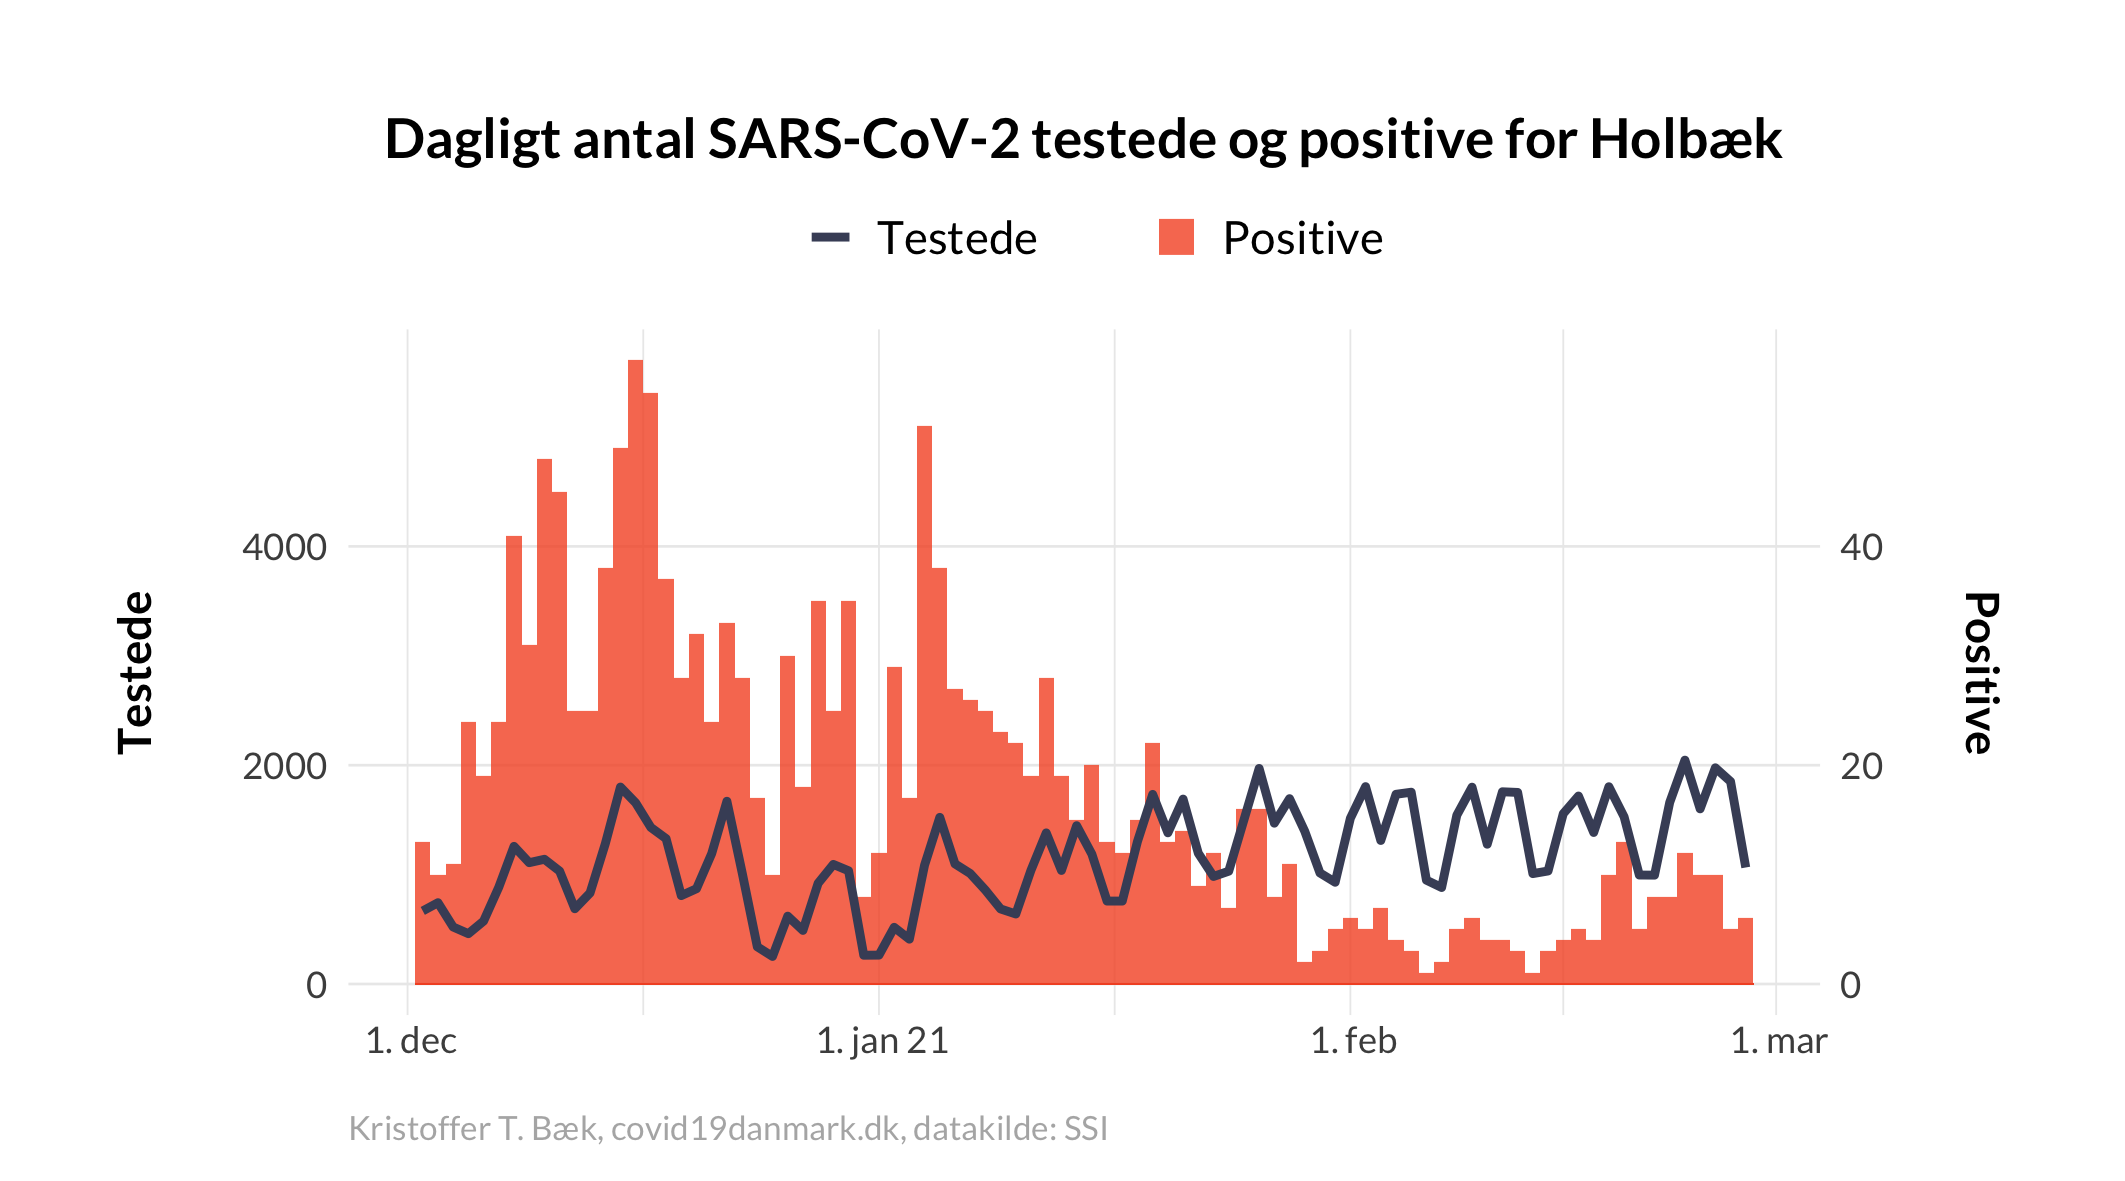 Dagligt antal SARS-CoV-2 testede og positive for Holbæk
Testede
Positive
Testede
4000
2000
0
40
20
0
Positive
1. dec
1. jan 21
1. feb
1. mar
Kristoffer T. Bæk, covid19danmark.dk, datakilde: SSI